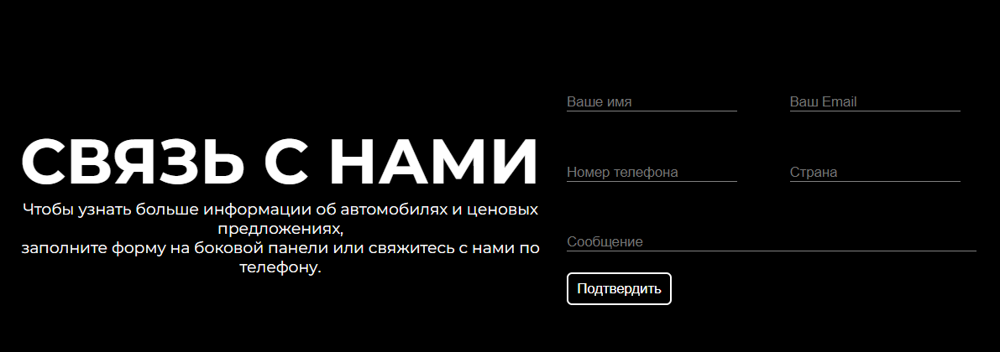 СВЯЗЬ С НАМИ
Чтобы узнать больше информации об автомобилях и ценовых
предложениях,
заполните форму на боковой панели или свяжитесь с нами по
телефону.
Ваше имя
Ваш Email
Номер телефона
Страна
Сообщение
Подтвердить